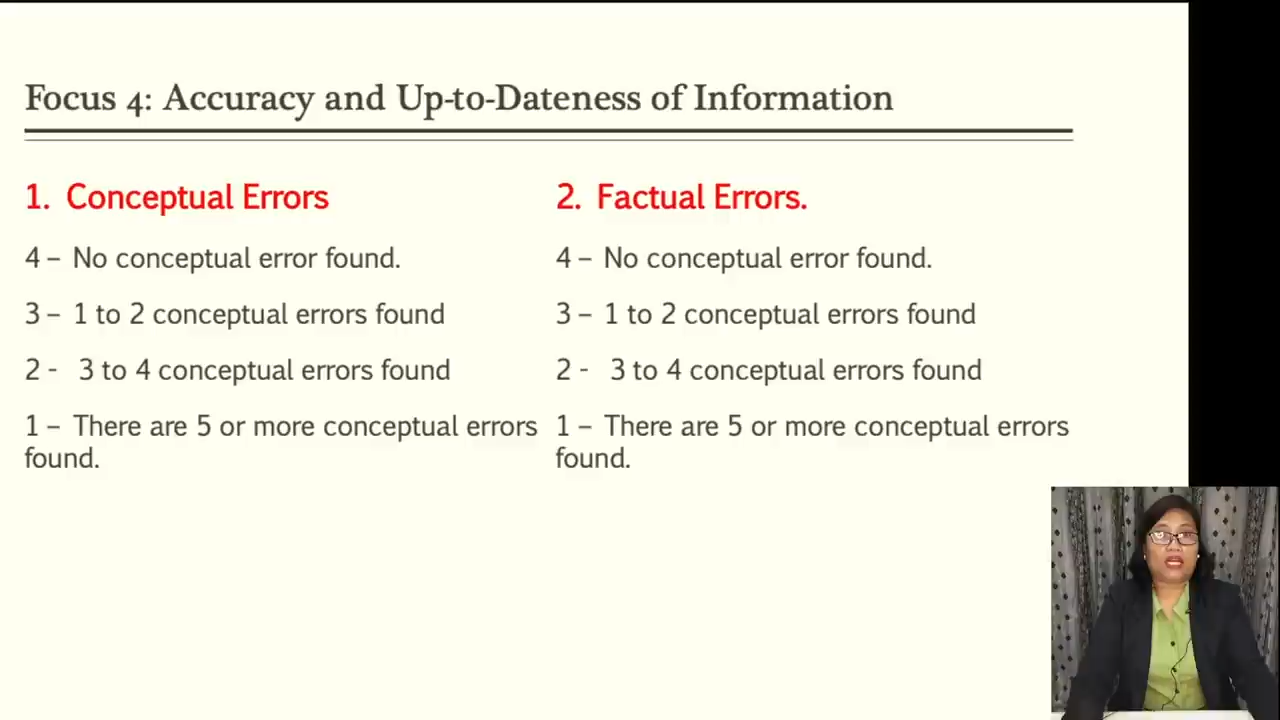 Focus 4: Accuracy and Up-to-Dateness of Information
1. Conceptual Errors
4 – No conceptual error found.
3 – 1 to 2 conceptual errors found
2 - 3 to 4 conceptual errors found
1 – There are 5 or more conceptual errors
found.
2. Factual Errors.
4 – No conceptual error found.
3 – 1 to 2 conceptual errors found
2 - 3 to 4 conceptual errors found
1 – There are 5 or more conceptual errors
found.